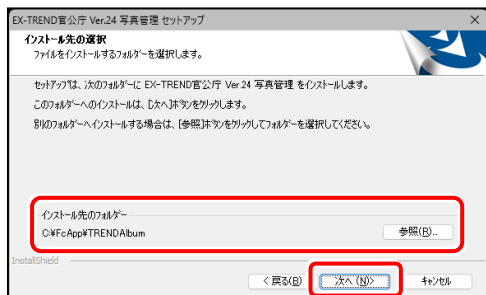 EX-TREND官公庁 Ver.24 写真管理 セットアップ
インストール先の選択
ファイルをインストールするフォルダーを選択します。
セットアップは、次のフォルダーに EX-TREND官公庁 Ver.24 写真管理 をインストールします。
このフォルダーへのインストールは、[次へ]ボタンをクリックします。
別のフォルダーへインストールする場合は、[参照]ボタンをクリックしてフォルダーを選択してください。
インストール先のフォルダー
C:¥FcApp¥TRENDAlbum
参照(R)...
InstallShield
< 戻る(B)
次へ (N)>
キャンセル